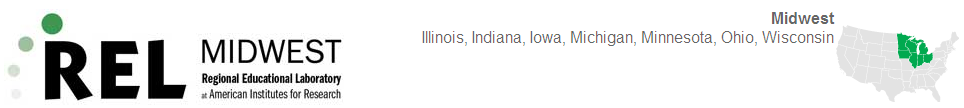 REL MIDWEST
Regional Educational Laboratory
at American Institutes for Research
Midwest
Illinois, Indiana, Iowa, Michigan, Minnesota, Ohio, Wisconsin